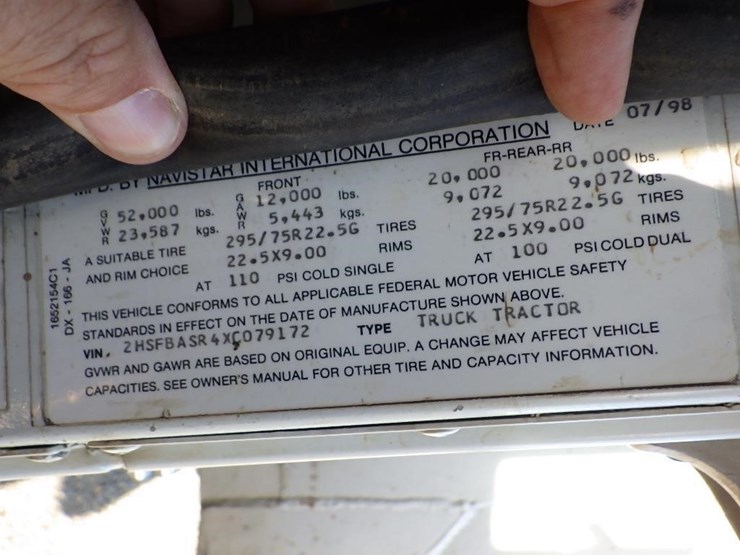 MFD. BY NAVISTAR INTERNATIONAL CORPORATION DATE 07/98
FRONT FR-REAR-RR
GVWR 52,000 lbs. GAWR 12,000 lbs. 20,000 20,000 lbs.
23,587 kgs. 5,443 kgs. 9,072 9,072 kgs.
A SUITABLE TIRE 295/75R22.5G TIRES 295/75R22.5G TIRES
AND RIM CHOICE 22.5X9.00 RIMS 22.5X9.00 RIMS
AT 110 PSI COLD SINGLE AT 100 PSI COLD DUAL
THIS VEHICLE CONFORMS TO ALL APPLICABLE FEDERAL MOTOR VEHICLE SAFETY
STANDARDS IN EFFECT ON THE DATE OF MANUFACTURE SHOWN ABOVE.
VIN. 2HSFBASR4XC079172 TYPE TRUCK TRACTOR
GVWR AND GAWR ARE BASED ON ORIGINAL EQUIP. A CHANGE MAY AFFECT VEHICLE
CAPACITIES. SEE OWNER'S MANUAL FOR OTHER TIRE AND CAPACITY INFORMATION.
1652154C1
DX - 166 - JA